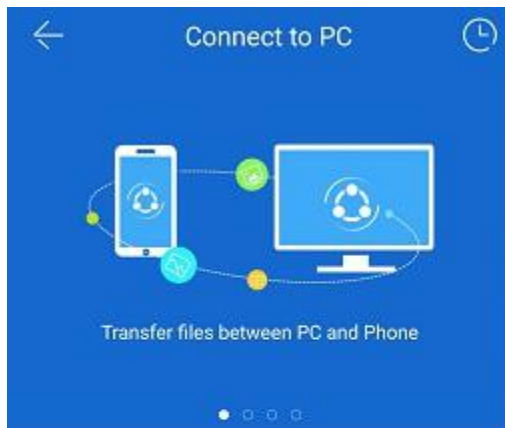 Connect to PC
Transfer files between PC and Phone